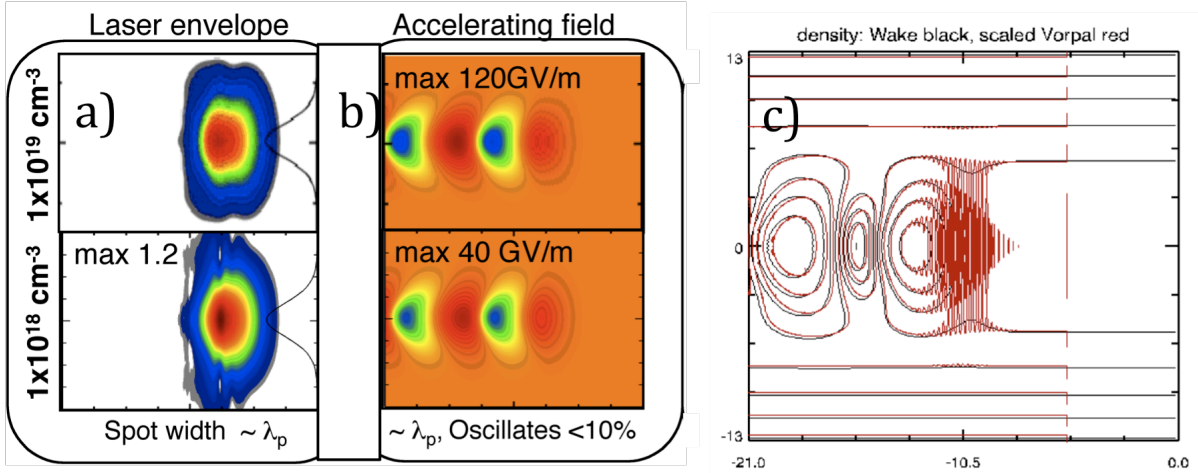 Laser envelope
Accelerating field
a)
b)
max 120GV/m
1x10¹⁹ cm⁻³
max 1.2
max 40 GV/m
1x10¹⁸ cm⁻³
Spot width ~ λₚ
~ λₚ, Oscillates <10%
density: Wake black, scaled Vorpal red
13
c)
0
-13
-21.0
-10.5
0.0